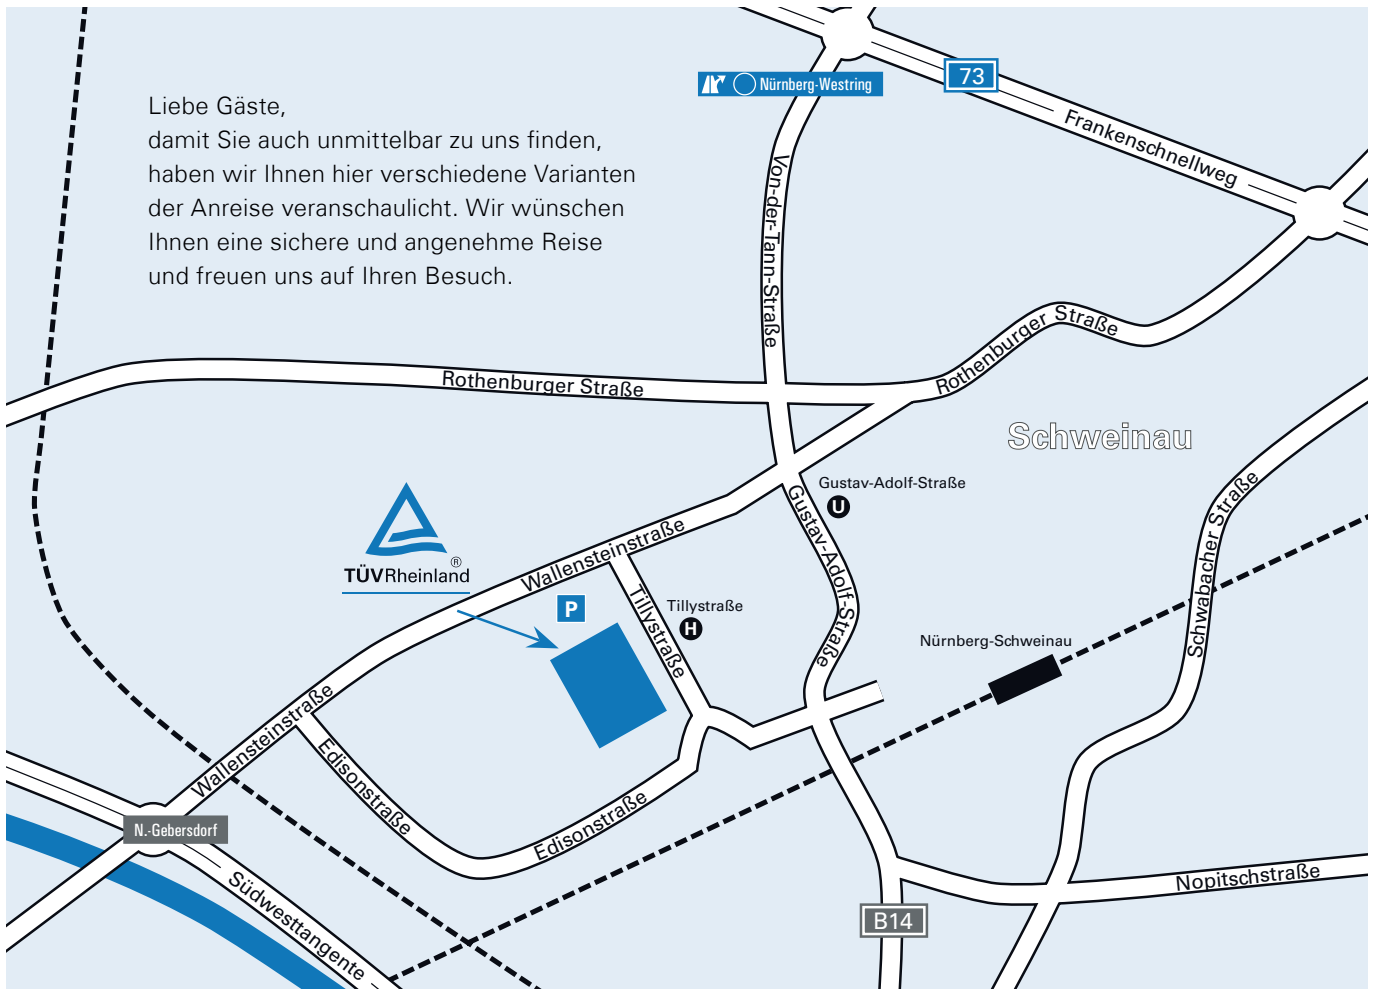 73
Nürnberg-Westring
Frankenschnellweg
Liebe Gäste,
damit Sie auch unmittelbar zu uns finden,
haben wir Ihnen hier verschiedene Varianten
der Anreise veranschaulicht. Wir wünschen
Ihnen eine sichere und angenehme Reise
und freuen uns auf Ihren Besuch.
Von-der-Tann-Straße
Rothenburger Straße
Rothenburger Straße
Schweinau
Gustav-Adolf-Straße
U
Gustav-Adolf-Straße
Schwabacher Straße
Wallensteinstraße
®
TÜVRheinland
P
Tillystraße
H
Tillystraße
Nürnberg-Schweinau
Wallensteinstraße
Edisonstraße
Edisonstraße
N.-Gebersdorf
Südwesttangente
Nopitschstraße
B14